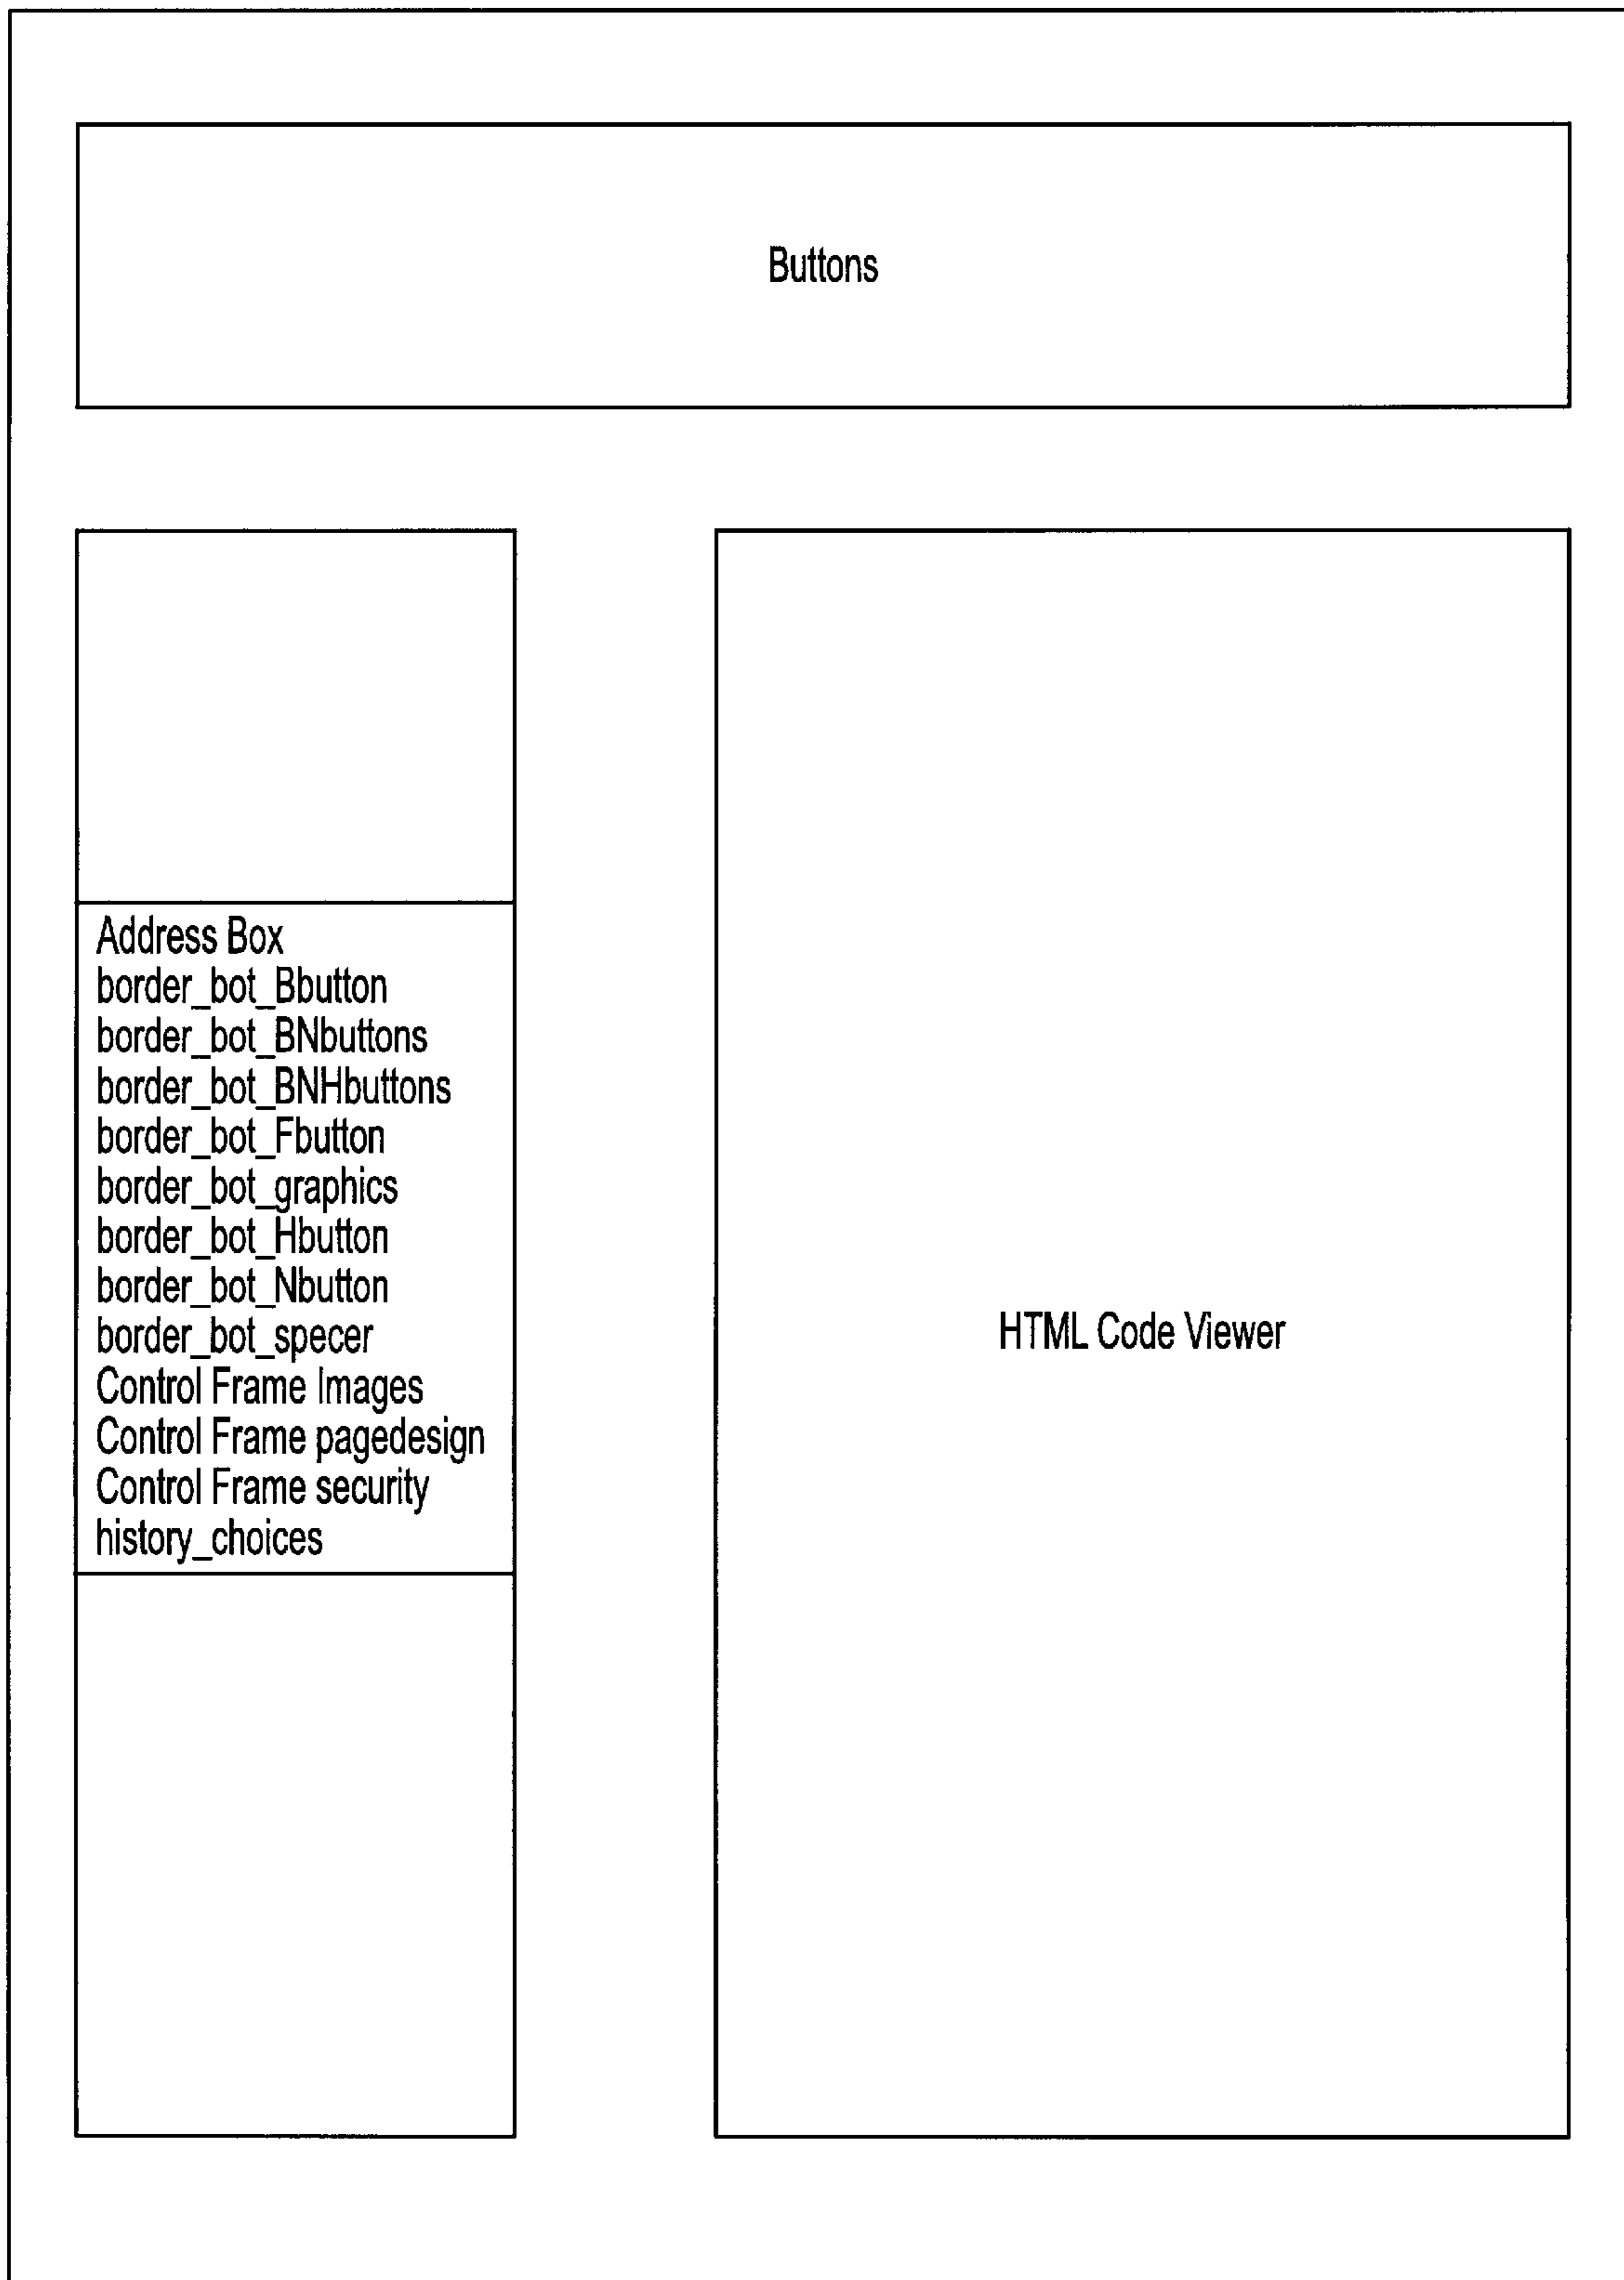 Buttons
Address Box
border_bot_Bbutton
border_bot_BNbuttons
border_bot_BNHbuttons
border_bot_Fbutton
border_bot_graphics
border_bot_Hbutton
border_bot_Nbutton
border_bot_specer
Control Frame Images
Control Frame pagedesign
Control Frame security
history_choices
HTML Code Viewer